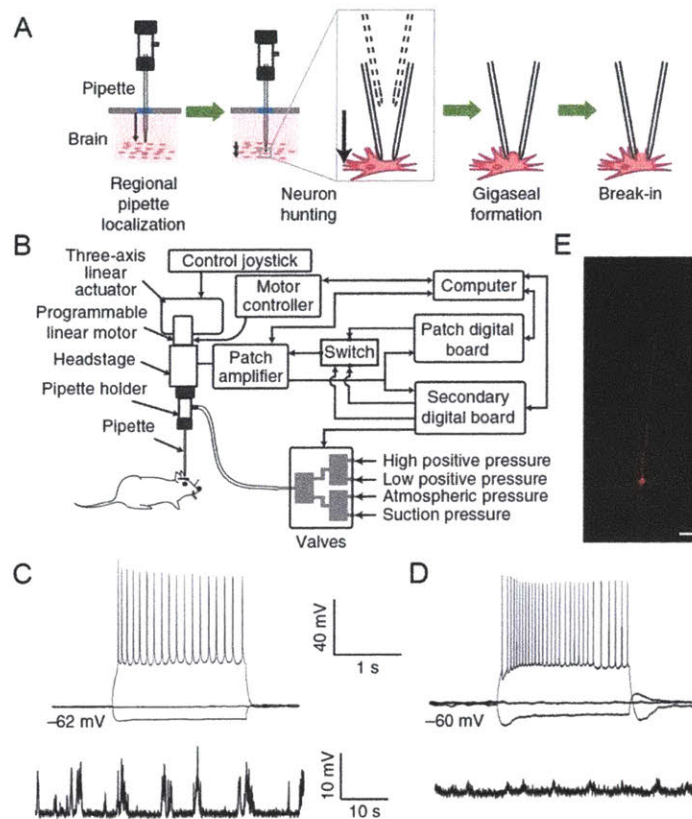 A
Pipette
Brain
Regional
pipette
localization
Neuron
hunting
Gigaseal
formation
Break-in
B
Three-axis
linear
actuator
Programmable
linear motor
Headstage
Pipette holder
Pipette
Control joystick
Motor
controller
Computer
Patch
amplifier
Switch
Patch digital
board
Secondary
digital board
High positive pressure
Low positive pressure
Atmospheric pressure
Suction pressure
Valves
E
C
40 mV
1 s
–62 mV
10 mV
10 s
D
–60 mV